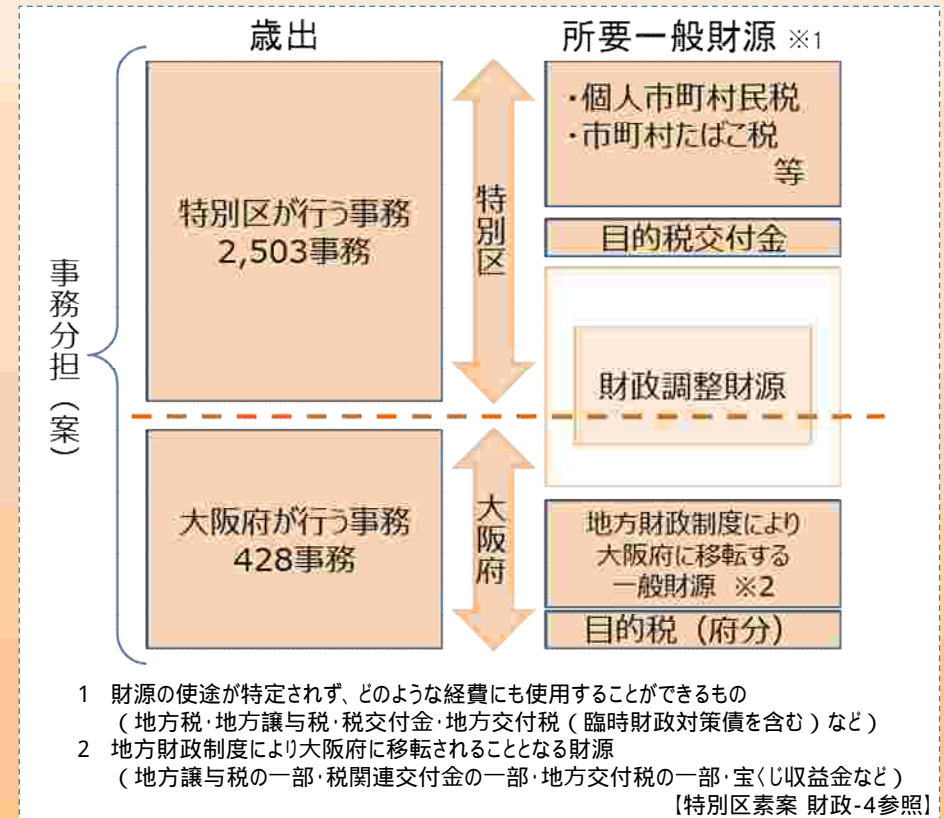 歳出
所要一般財源 ※1
事務分担（案）
特別区が行う事務
2,503事務
特別区
・個人市町村民税
・市町村たばこ税
等
目的税交付金
財政調整財源
大阪府が行う事務
428事務
大阪府
地方財政制度により
大阪府に移転する
一般財源 ※2
目的税（府分）
1 財源の使途が特定されず、どのような経費にも使用することができるもの
（地方税・地方譲与税・税交付金・地方交付税（臨時財政対策債を含む）など）
2 地方財政制度により大阪府に移転されることとなる財源
（地方譲与税の一部・税関連交付金の一部・地方交付税の一部・宝くじ収益金など）
【特別区素案 財政-4参照】